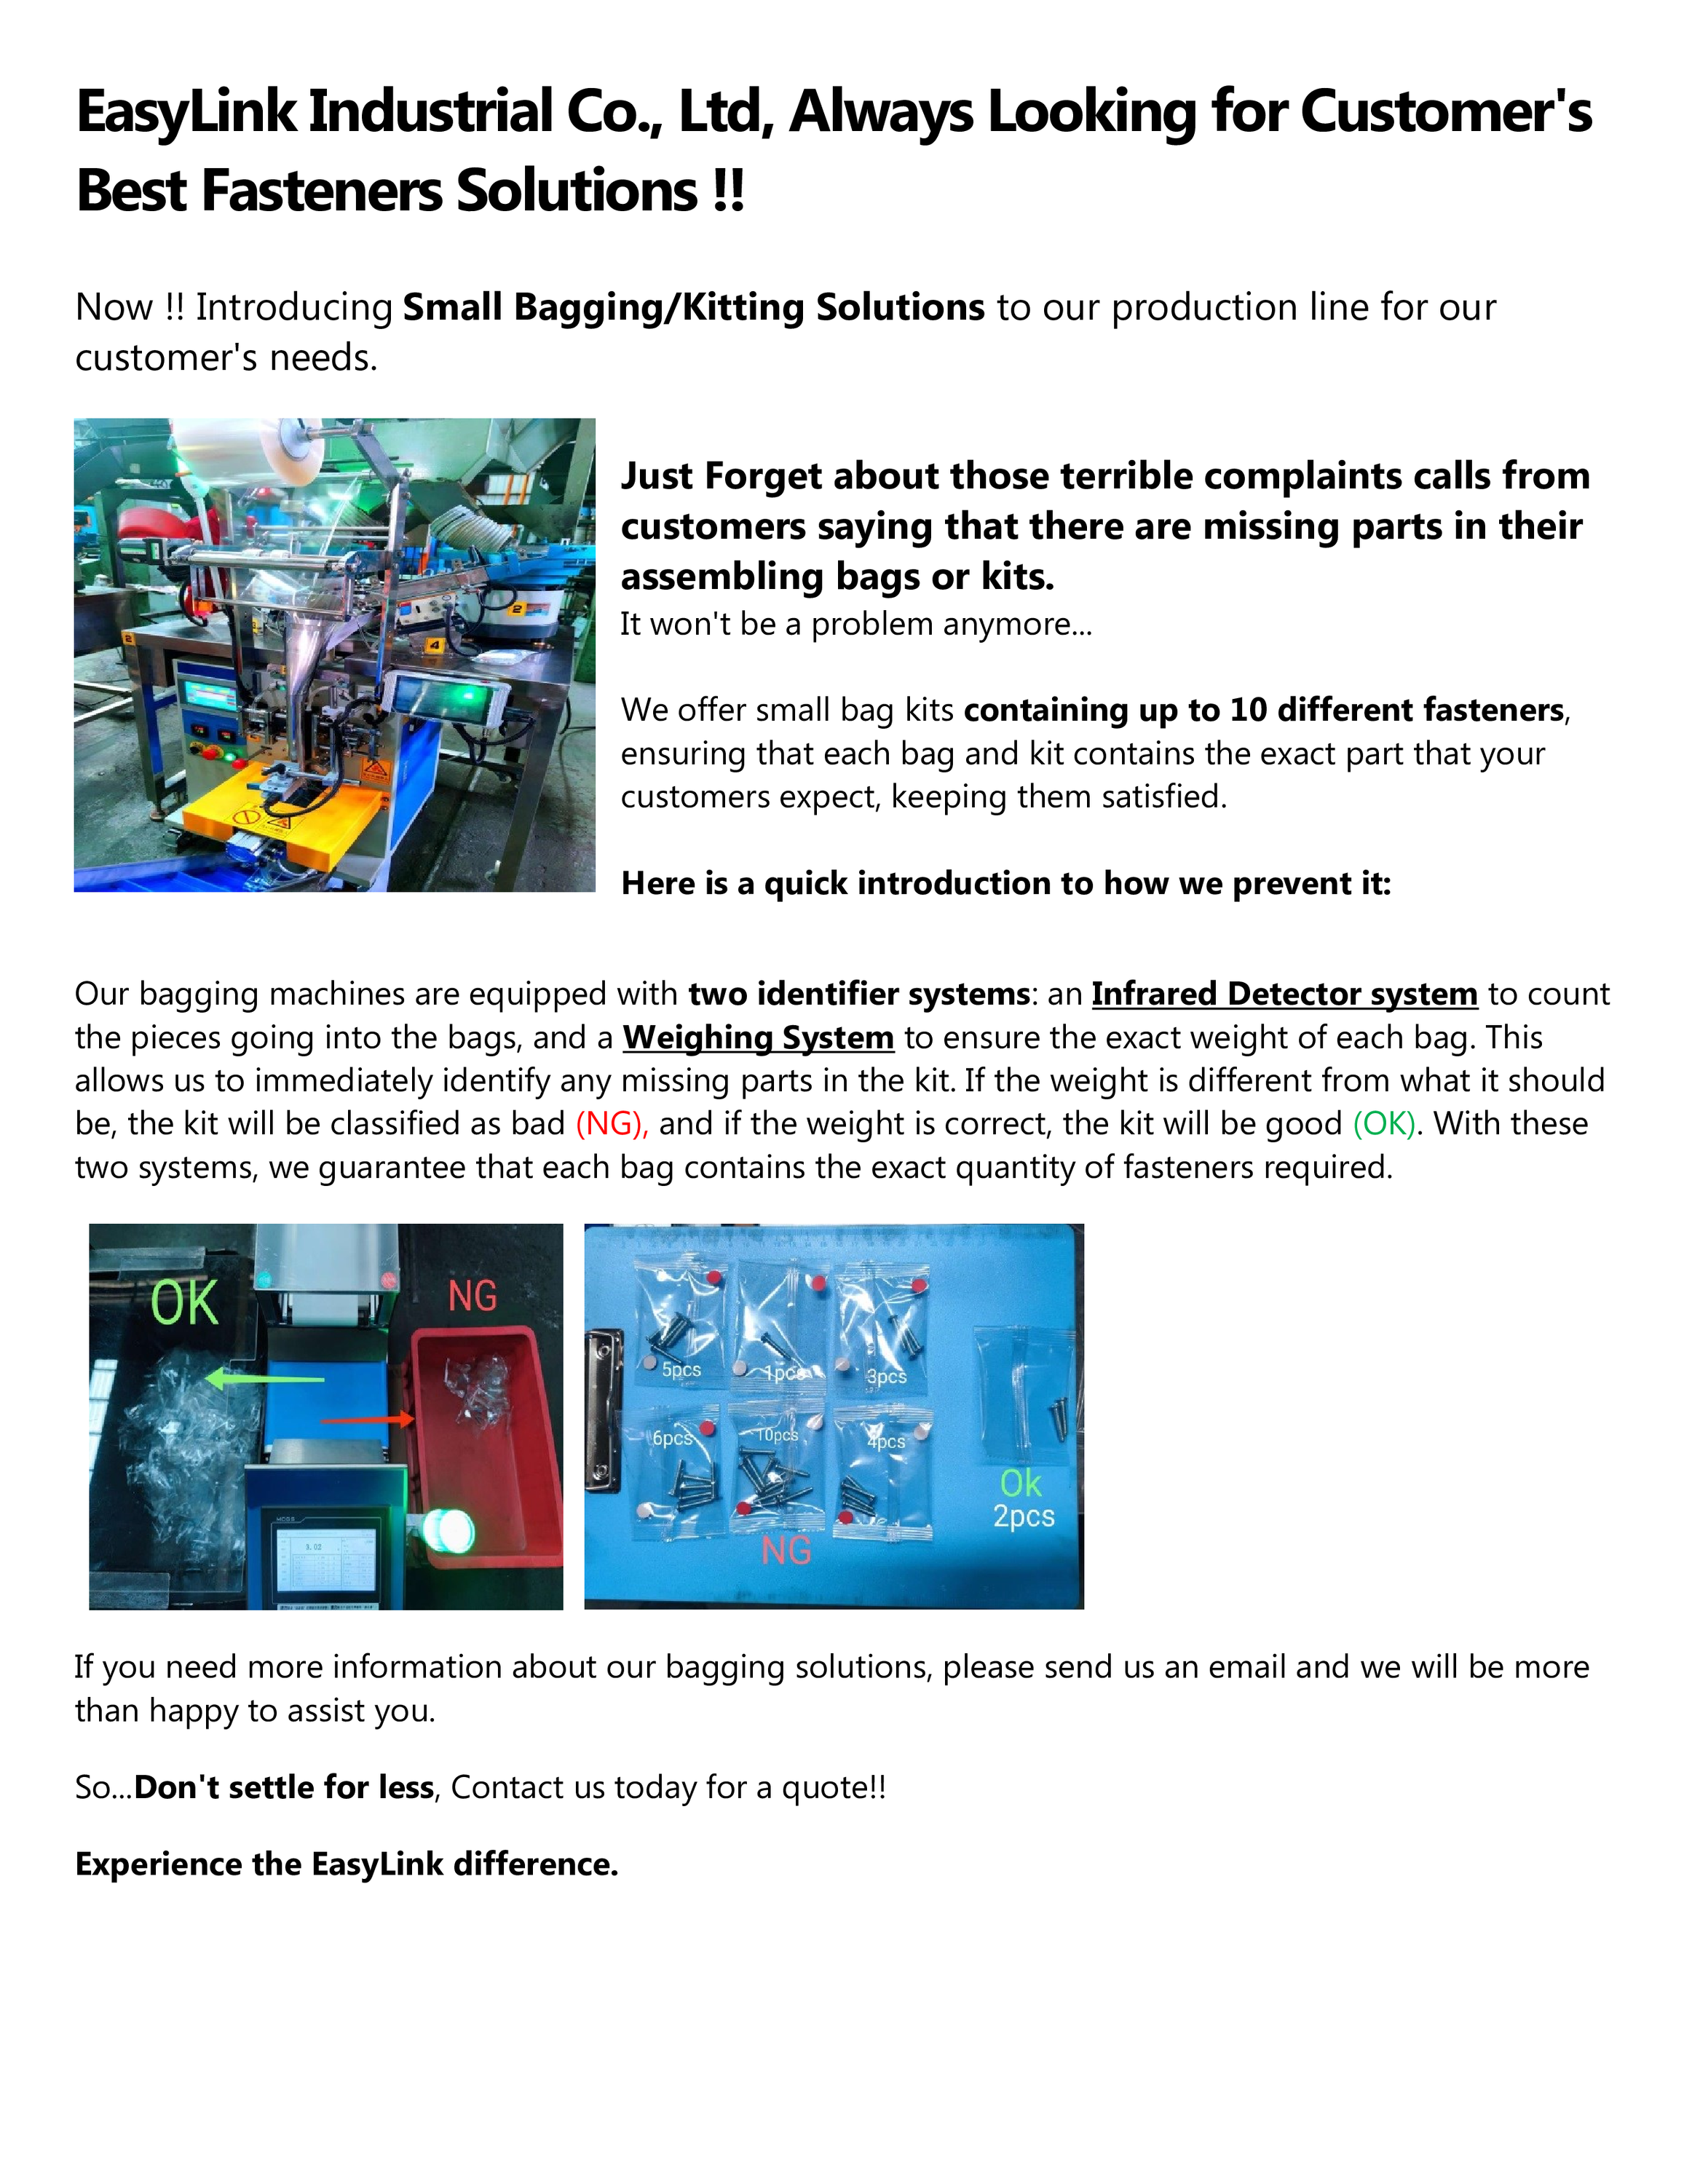 EasyLink Industrial Co., Ltd, Always Looking for Customer's
Best Fasteners Solutions !!
Now !! Introducing Small Bagging/Kitting Solutions to our production line for our
customer's needs.
2
2
4
Just Forget about those terrible complaints calls from
customers saying that there are missing parts in their
assembling bags or kits.
It won't be a problem anymore...
We offer small bag kits containing up to 10 different fasteners,
ensuring that each bag and kit contains the exact part that your
customers expect, keeping them satisfied.
Here is a quick introduction to how we prevent it:
Our bagging machines are equipped with two identifier systems: an Infrared Detector system to count
the pieces going into the bags, and a Weighing System to ensure the exact weight of each bag. This
allows us to immediately identify any missing parts in the kit. If the weight is different from what it should
be, the kit will be classified as bad (NG), and if the weight is correct, the kit will be good (OK). With these
two systems, we guarantee that each bag contains the exact quantity of fasteners required.
OK
NG
MCGS
3.02
5pcs
1pc
3pcs
6pcs
10pcs
4pcs
Ok
2pcs
NG
If you need more information about our bagging solutions, please send us an email and we will be more
than happy to assist you.
So...Don't settle for less, Contact us today for a quote!!
Experience the EasyLink difference.